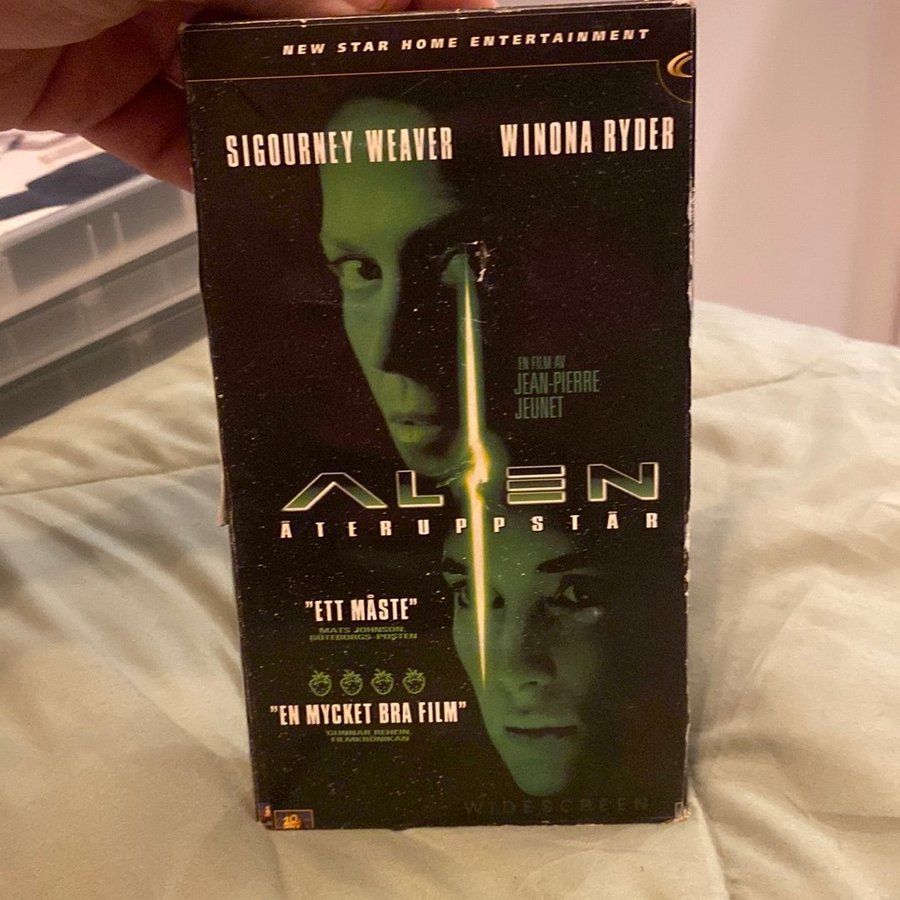 NEW STAR HOME ENTERTAINMENT
SIGOURNEY WEAVER WINONA RYDER
EN FILM AV
JEAN-PIERRE
JEUNET
ALIEN
ÅTERUPPSTÅR
"ETT MÅSTE"
MATS JOHNSON,
GÖTEBORGS-POSTEN
"EN MYCKET BRA FILM"
GUNNAR REHLIN,
FILMKRÖNIKAN
WIDESCREEN